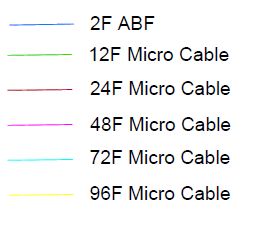 2F ABF
12F Micro Cable
24F Micro Cable
48F Micro Cable
72F Micro Cable
96F Micro Cable